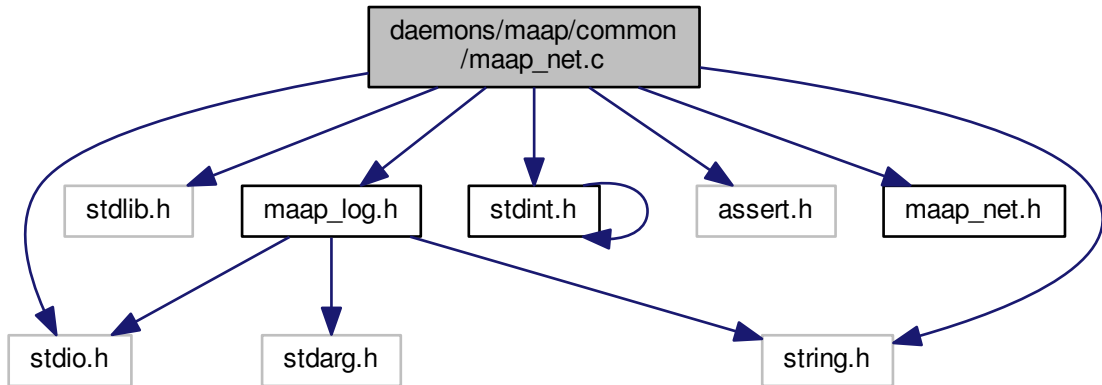 daemons/maap/common
/maap_net.c
stdlib.h
maap_log.h
stdint.h
assert.h
maap_net.h
stdio.h
stdarg.h
string.h